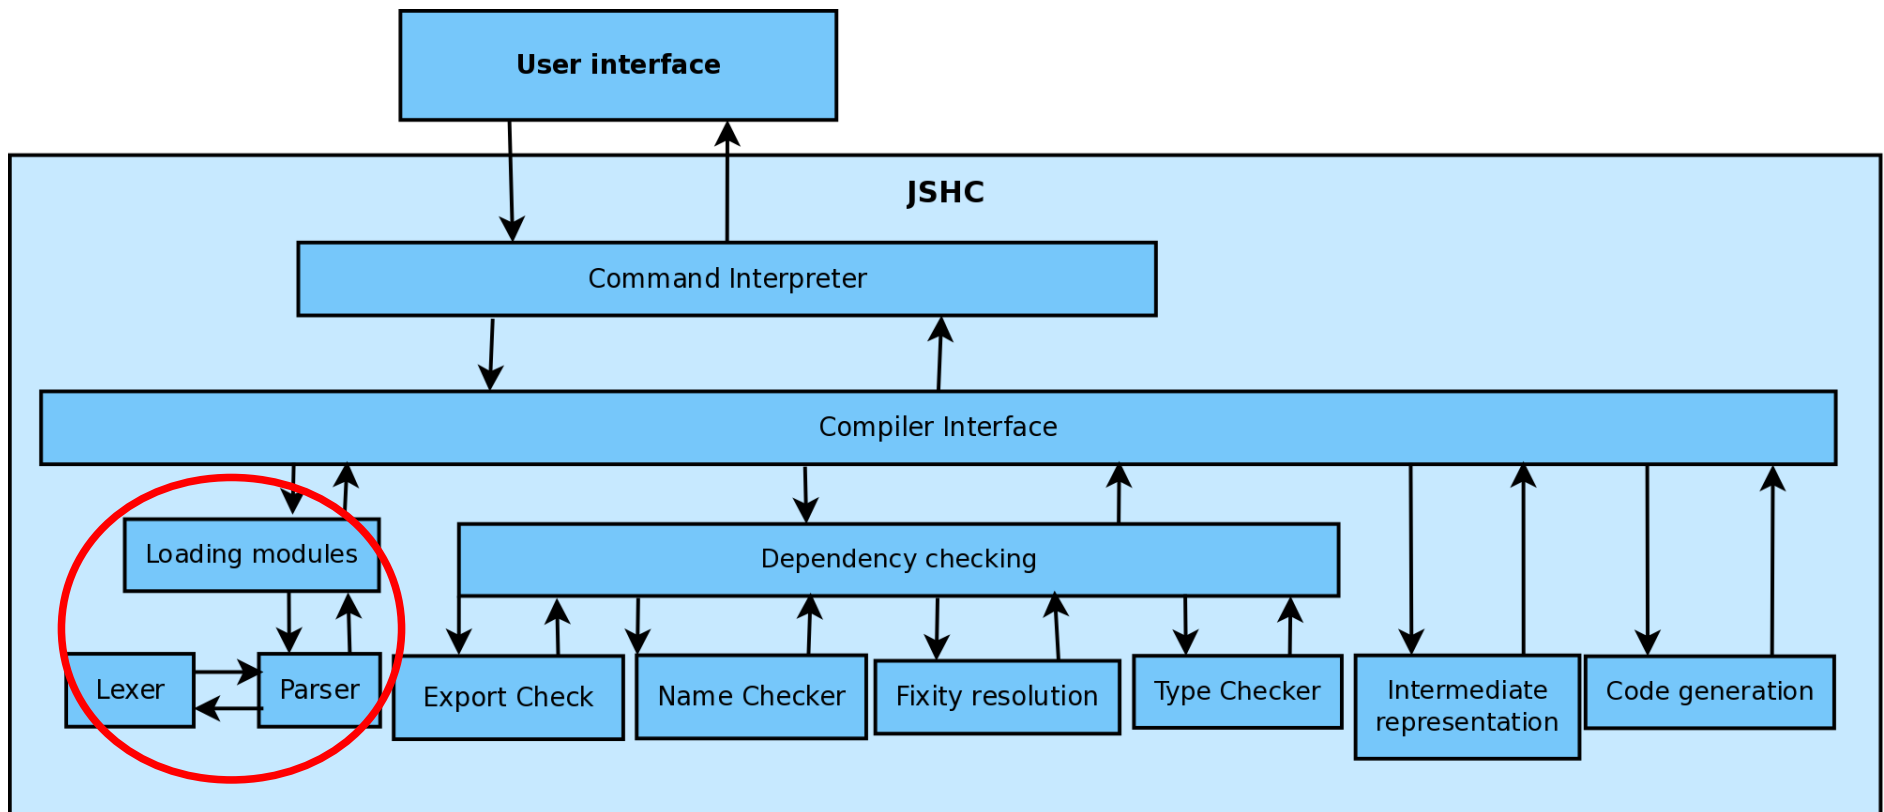 User interface
JSHC
Command Interpreter
Compiler Interface
Loading modules
Dependency checking
Lexer
Parser
Export Check
Name Checker
Fixity resolution
Type Checker
Intermediate
representation
Code generation